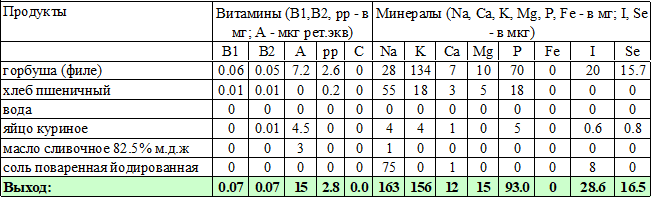 Продукты Витамины (B1,B2, pp - в Минералы (Na, Ca, K, Mg, P, Fe - в мг; I, Se
мг; A - мкг рет.экв) - в мкг)
B1 B2 A pp C Na K Ca Mg P Fe I Se
горбуша (филе) 0.06 0.05 7.2 2.6 0 28 134 7 10 70 0 20 15.7
хлеб пшеничный 0.01 0.01 0 0.2 0 55 18 3 5 18 0 0 0
вода 0 0 0 0 0 0 0 0 0 0 0 0 0
яйцо куриное 0 0.01 4.5 0 0 4 4 1 0 5 0 0.6 0.8
масло сливочное 82.5% м.д.ж 0 0 3 0 0 1 0 0 0 0 0 0 0
соль поваренная йодированная 0 0 0 0 0 75 0 1 0 0 0 8 0
Выход: 0.07 0.07 15 2.8 0.0 163 156 12 15 93.0 0 28.6 16.5